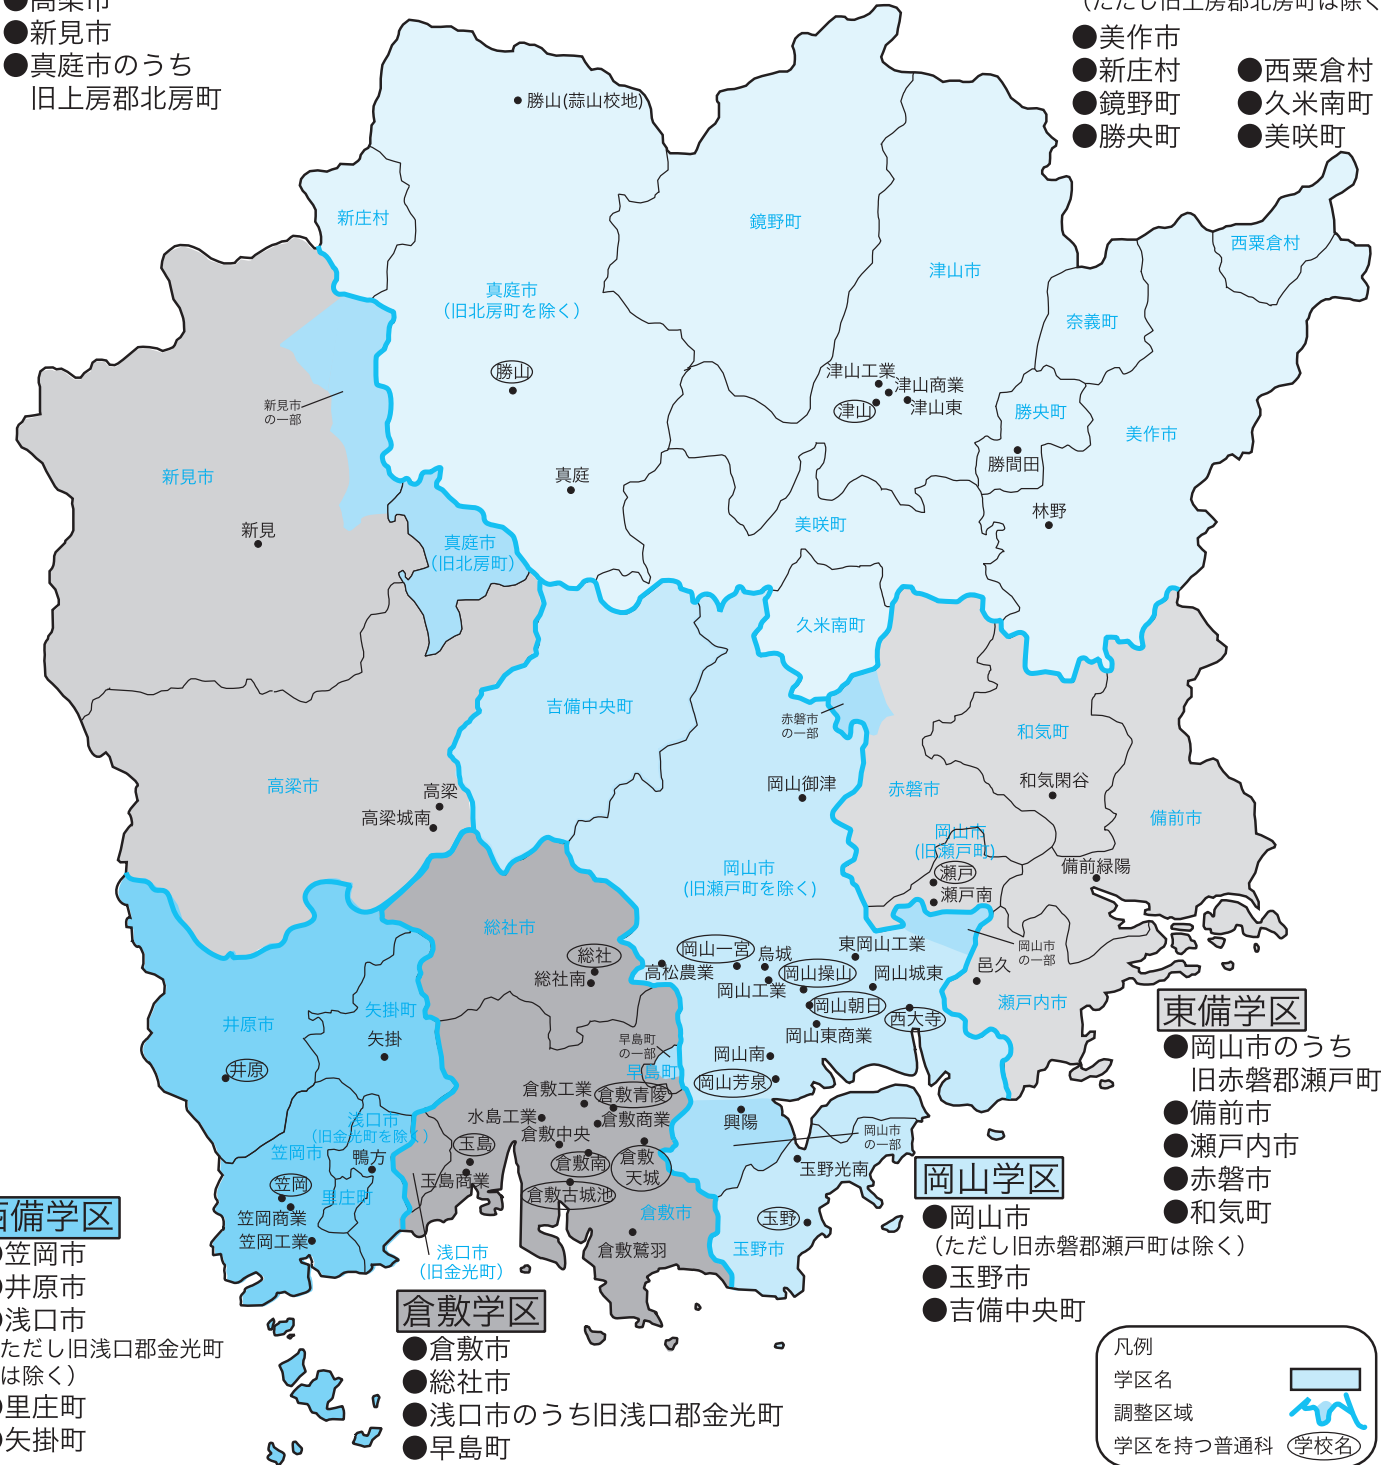 ●高梁市
●新見市
●真庭市のうち
旧上房郡北房町
(ただし旧上房郡北房町は除く
●美作市
●新庄村
●西粟倉村
●鏡野町
●久米南町
●勝央町
●美咲町
勝山(蒜山校地)
新庄村
鏡野町
西粟倉村
津山市
真庭市
(旧北房町を除く)
奈義町
勝山
津山工業
津山商業
津山
津山東
新見市
の一部
勝央町
美作市
勝間田
新見市
真庭
林野
新見
美咲町
真庭市
(旧北房町)
久米南町
吉備中央町
赤磐市
の一部
和気町
高梁市
高梁
高梁城南
岡山御津
赤磐市
和気閑谷
備前市
岡山市
(旧瀬戸町)
岡山市
(旧瀬戸町を除く)
瀬戸
瀬戸南
備前緑陽
総社市
総社
総社南
岡山一宮
烏城
高松農業
岡山工業
東岡山工業
岡山操山
岡山城東
岡山市
の一部
邑久
瀬戸内市
岡山朝日
西大寺
岡山東商業
井原市
矢掛町
矢掛
井原
早島町
の一部
早島町
岡山南
岡山芳泉
興陽
倉敷工業
倉敷青陵
水島工業
倉敷商業
倉敷中央
浅口市
(旧金光町を除く)
笠岡市
鴨方
玉島
玉島商業
倉敷南
倉敷
天城
倉敷古城池
岡山市
の一部
玉野光南
笠岡
里庄町
笠岡商業
笠岡工業
倉敷市
倉敷鷲羽
玉野
玉野市
浅口市
(旧金光町)
東備学区
●岡山市のうち
旧赤磐郡瀬戸町
●備前市
●瀬戸内市
●赤磐市
●和気町
岡山学区
●岡山市
(ただし旧赤磐郡瀬戸町は除く)
●玉野市
●吉備中央町
西備学区
●笠岡市
●井原市
●浅口市
ただし旧浅口郡金光町
は除く)
●里庄町
●矢掛町
倉敷学区
●倉敷市
●総社市
●浅口市のうち旧浅口郡金光町
●早島町
凡例
学区名
調整区域
学区を持つ普通科
学校名